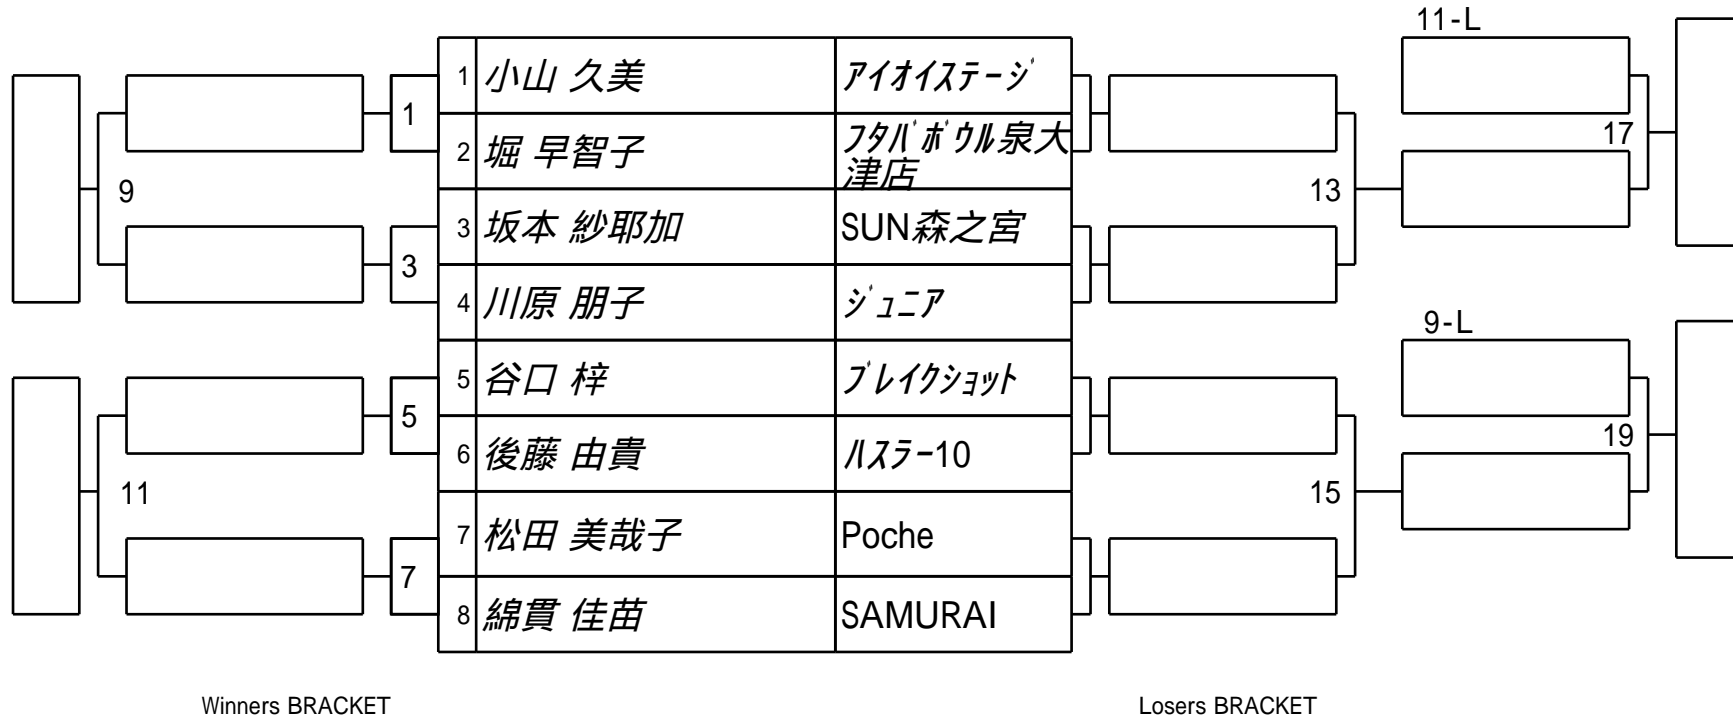 11-L
1 小山 久美 ｱｲｵｲｽﾃｰｼﾞ
1
2 堀 早智子 ﾌﾀﾊﾞﾎﾞｳﾙ泉大
津店
17
9
13
3 坂本 紗耶加 SUN森之宮
3
4 川原 朋子 ｼﾞｭﾆｱ
9-L
5 谷口 梓 ﾌﾞﾚｲｸｼｮｯﾄ
5
19
6 後藤 由貴 ﾊｽﾗｰ10
11
15
7 松田 美哉子 Poche
7
8 綿貫 佳苗 SAMURAI
Winners BRACKET
Losers BRACKET